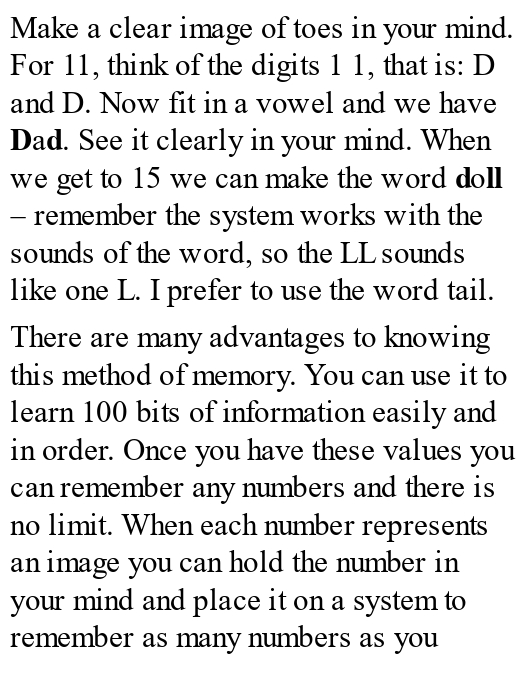 Make a clear image of toes in your mind.
For 11, think of the digits 1 1, that is: D
and D. Now fit in a vowel and we have
Dad. See it clearly in your mind. When
we get to 15 we can make the word doll
– remember the system works with the
sounds of the word, so the LL sounds
like one L. I prefer to use the word tail.
There are many advantages to knowing
this method of memory. You can use it to
learn 100 bits of information easily and
in order. Once you have these values you
can remember any numbers and there is
no limit. When each number represents
an image you can hold the number in
your mind and place it on a system to
remember as many numbers as you